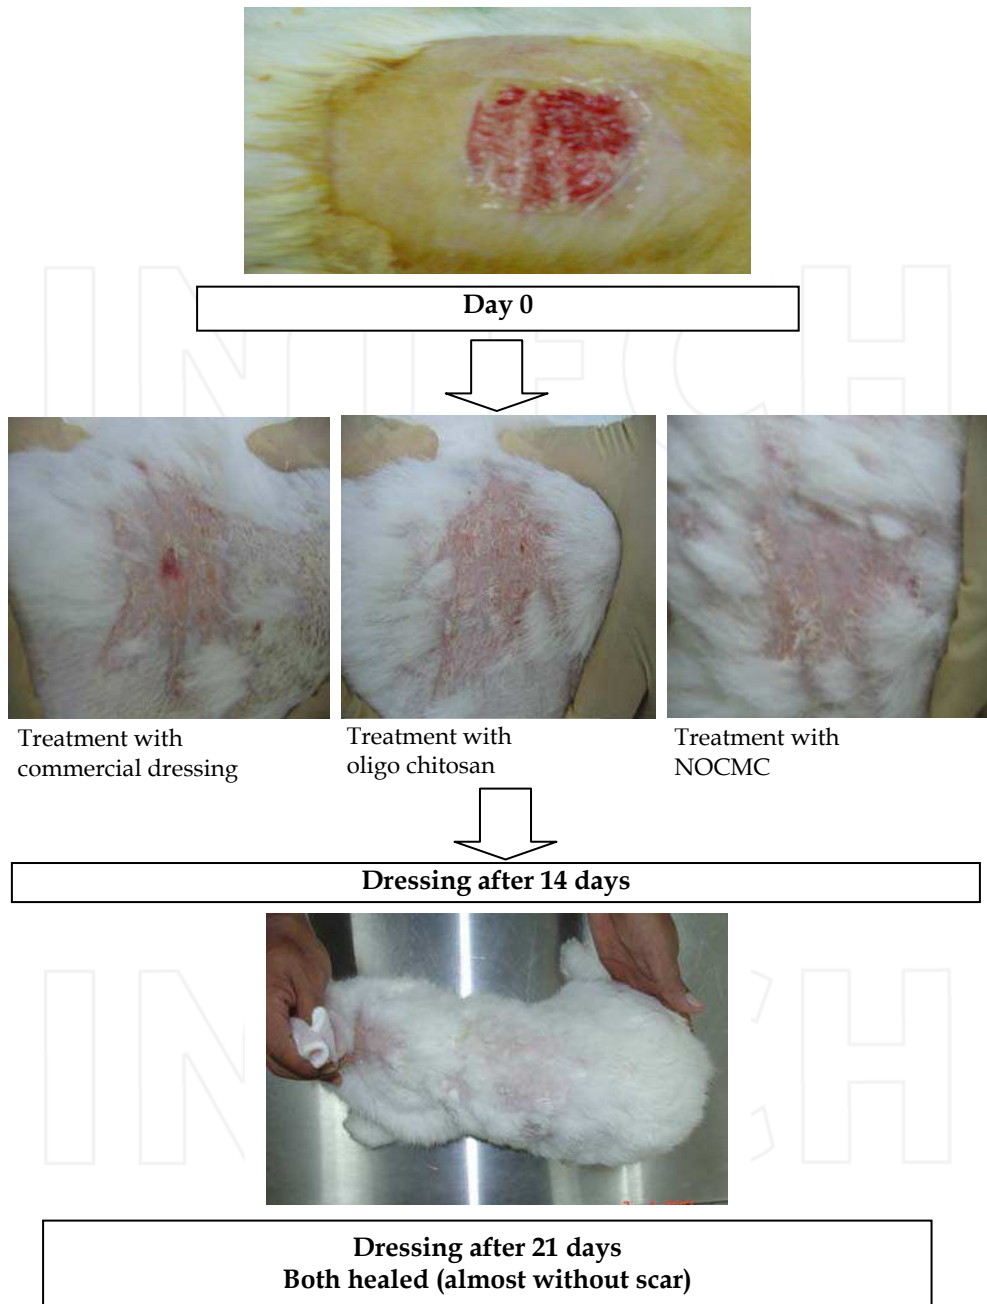 Day 0
Treatment with
commercial dressing
Treatment with
oligo chitosan
Treatment with
NOCMC
Dressing after 14 days
Dressing after 21 days
Both healed (almost without scar)